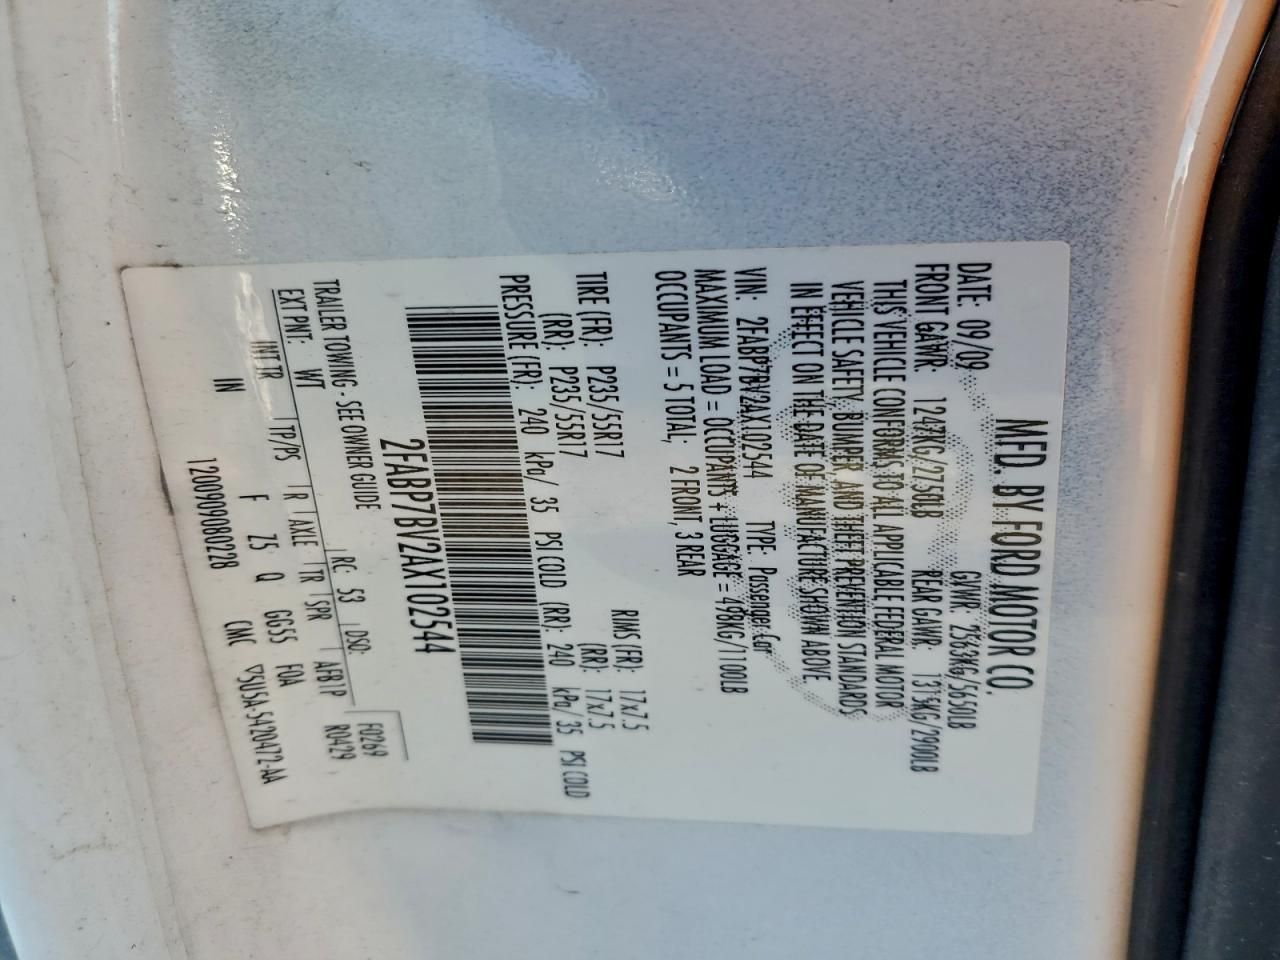 MFD. BY FORD MOTOR CO.
DATE: 09/09 GVWR: 2563Kg/5650LB
FRONT GAWR: 1247KG/2750LB REAR GAWR: 1315KG/2900LB
THIS VEHICLE CONFORMS TO ALL APPLICABLE FEDERAL MOTOR
VEHICLE SAFETY, BUMPER, AND THEFT PREVENTION STANDARDS
IN EFFECT ON THE DATE OF MANUFACTURE SHOWN ABOVE.
VIN: 2FABP7BV2AX102544 TYPE: Passenger Car
MAXIMUM LOAD = OCCUPANTS + LUGGAGE = 498KG/1100LB
OCCUPANTS = 5 TOTAL, 2 FRONT, 3 REAR
TIRE (FR): P235/55R17 RIMS (FR): 17x7.5
(RR): P235/55R17 (RR): 17x7.5
PRESSURE (FR): 240 kPa/ 35 PSI COLD (RR): 240 kPa/ 35 PSI COLD
2FABP7BV2AX102544
TRAILER TOWING - SEE OWNER GUIDE
F0269
EXT PNT: WT RC: 53 DSO: R0429
INT TR TP/PS R AXLE TR SPR AFB1P
IN F Z5 Q GG55 F0A
120090908022B CMC ▽5U5A-5420472-AA